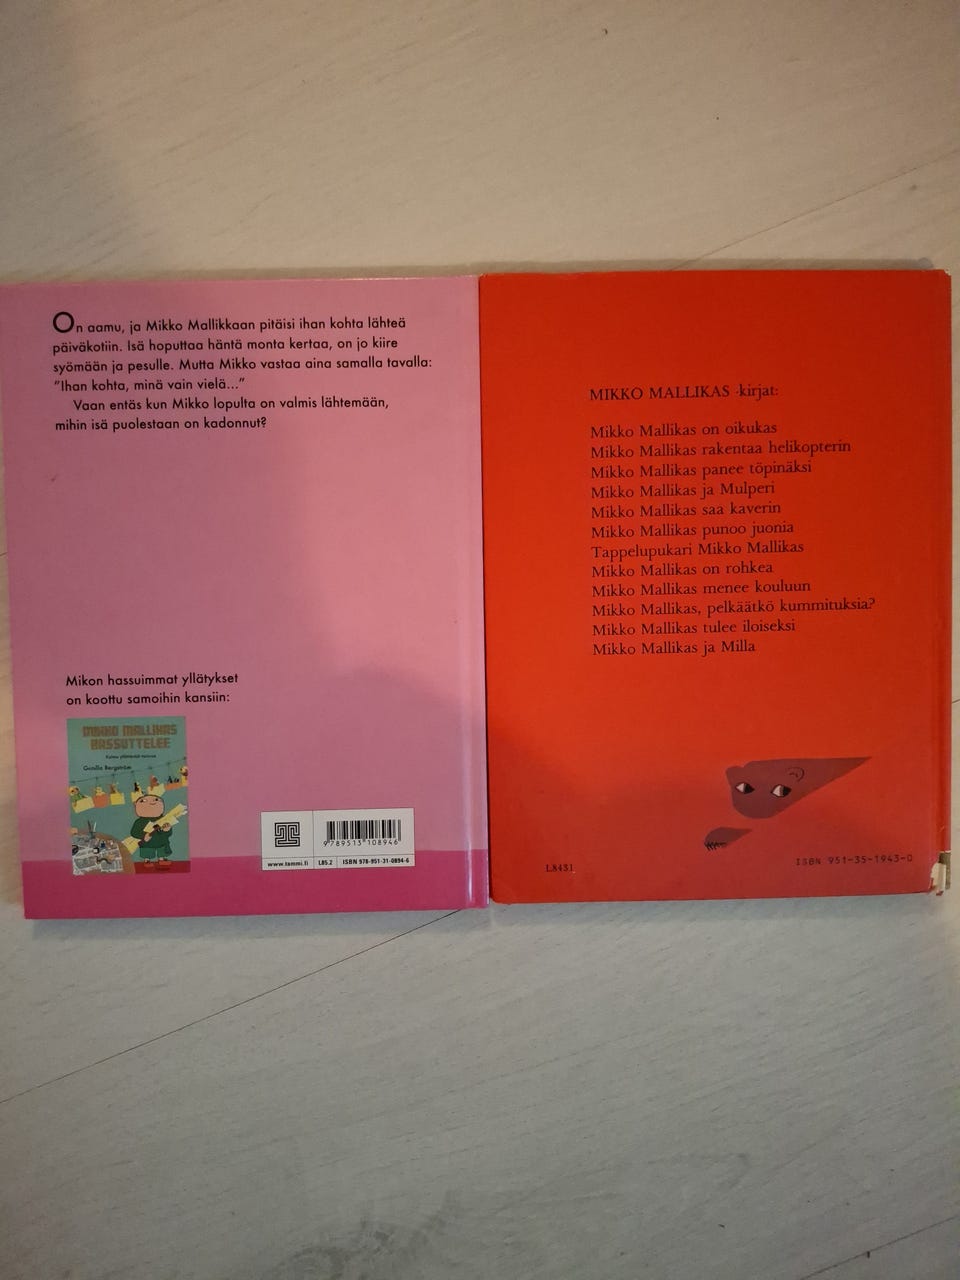 On aamu, ja Mikko Mallikkaan pitäisi ihan kohta lähteä
päiväkotiin. Isä hoputtaa häntä monta kertaa, on jo kiire
syömään ja pesulle. Mutta Mikko vastaa aina samalla tavalla:
”Ihan kohta, minä vain vielä...”
Vaan entäs kun Mikko lopulta on valmis lähtemään,
mihin isä puolestaan on kadonnut?
Mikon hassuimmat yllätykset
on koottu samoihin kansiin:
MIKKO MALLIKAS
HASSUTTELEE
Kolme yllättävää tarinaa
Gunilla Bergström
9789513108946
www.tammi.fi L85.2 ISBN 978-951-31-0894-6
MIKKO MALLIKAS -kirjat:
Mikko Mallikas on oikukas
Mikko Mallikas rakentaa helikopterin
Mikko Mallikas panee töpinäksi
Mikko Mallikas ja Mulperi
Mikko Mallikas saa kaverin
Mikko Mallikas punoo juonia
Tappelupukari Mikko Mallikas
Mikko Mallikas on rohkea
Mikko Mallikas menee kouluun
Mikko Mallikas, pelkäätkö kummituksia?
Mikko Mallikas tulee iloiseksi
Mikko Mallikas ja Milla
L8431
ISBN 951-35-1943-0